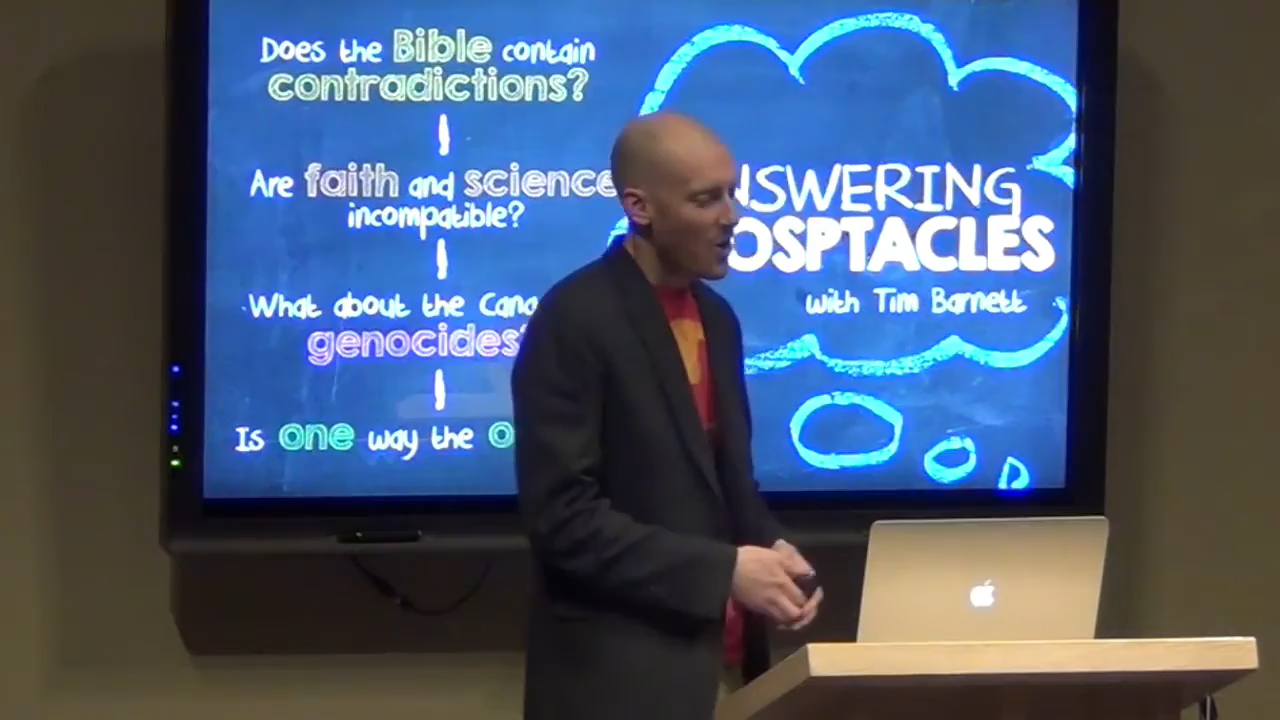 Does the Bible contain
contradictions?
Are faith and science
incompatible?
What about the
genocides?
Is one way the
NSWERING
OSPTACLES
with Tim Barnett